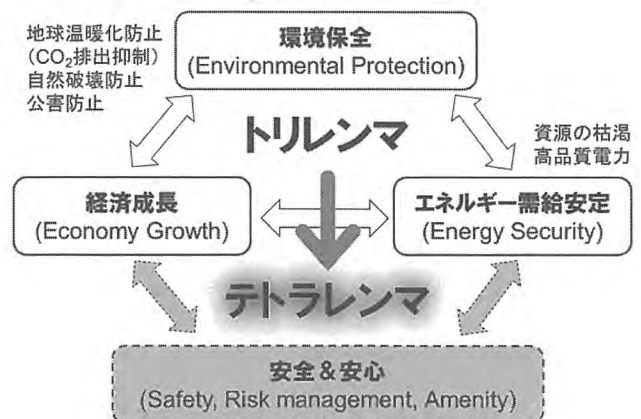 地球温暖化防止
（CO₂排出抑制）
自然破壊防止
公害防止
環境保全
(Environmental Protection)
トリレンマ
資源の枯渇
高品質電力
経済成長
(Economy Growth)
エネルギー需給安定
(Energy Security)
テトラレンマ
安全＆安心
(Safety, Risk management, Amenity)